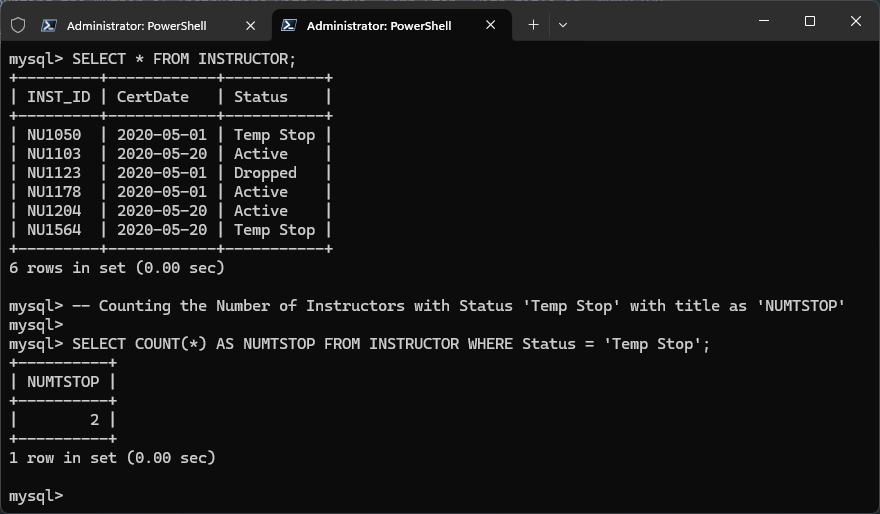 Administrator: PowerShell
Administrator: PowerShell
mysql> SELECT * FROM INSTRUCTOR;
+---------+------------+-----------+
| INST_ID | CertDate   | Status    |
+---------+------------+-----------+
| NU1050  | 2020-05-01 | Temp Stop |
| NU1103  | 2020-05-20 | Active    |
| NU1123  | 2020-05-01 | Dropped   |
| NU1178  | 2020-05-01 | Active    |
| NU1204  | 2020-05-20 | Active    |
| NU1564  | 2020-05-20 | Temp Stop |
+---------+------------+-----------+
6 rows in set (0.00 sec)
mysql> -- Counting the Number of Instructors with Status 'Temp Stop' with title as 'NUMTSTOP'
mysql>
mysql> SELECT COUNT(*) AS NUMTSTOP FROM INSTRUCTOR WHERE Status = 'Temp Stop';
+----------+
| NUMTSTOP |
+----------+
|        2 |
+----------+
1 row in set (0.00 sec)
mysql>